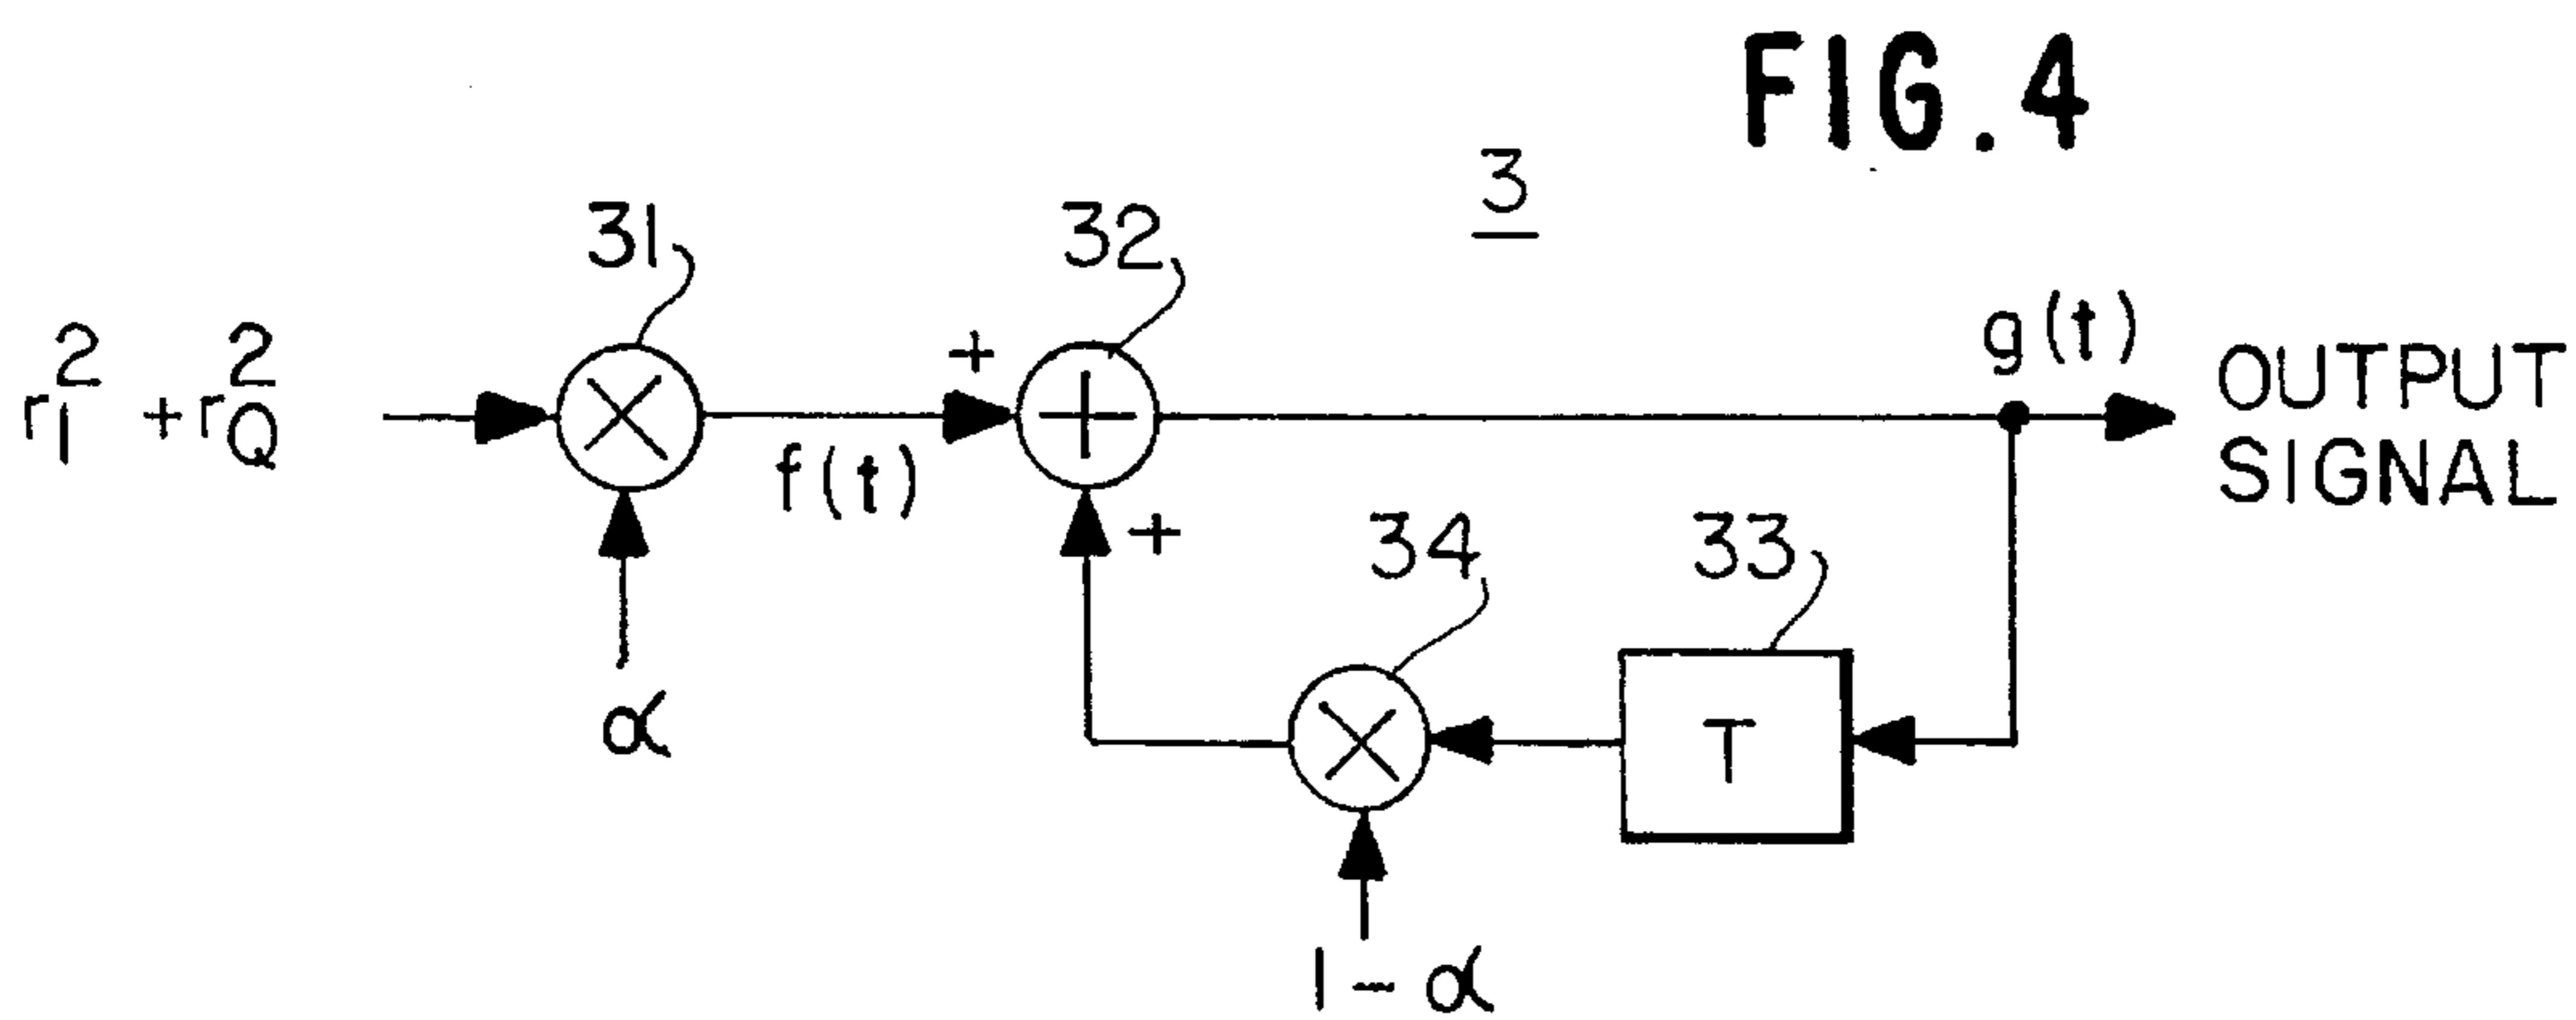 FIG. 4
3
31
32
r_I^2 + r_Q^2
+
f(t)
g(t)
OUTPUT
SIGNAL
+
34
33
α
T
1 - α